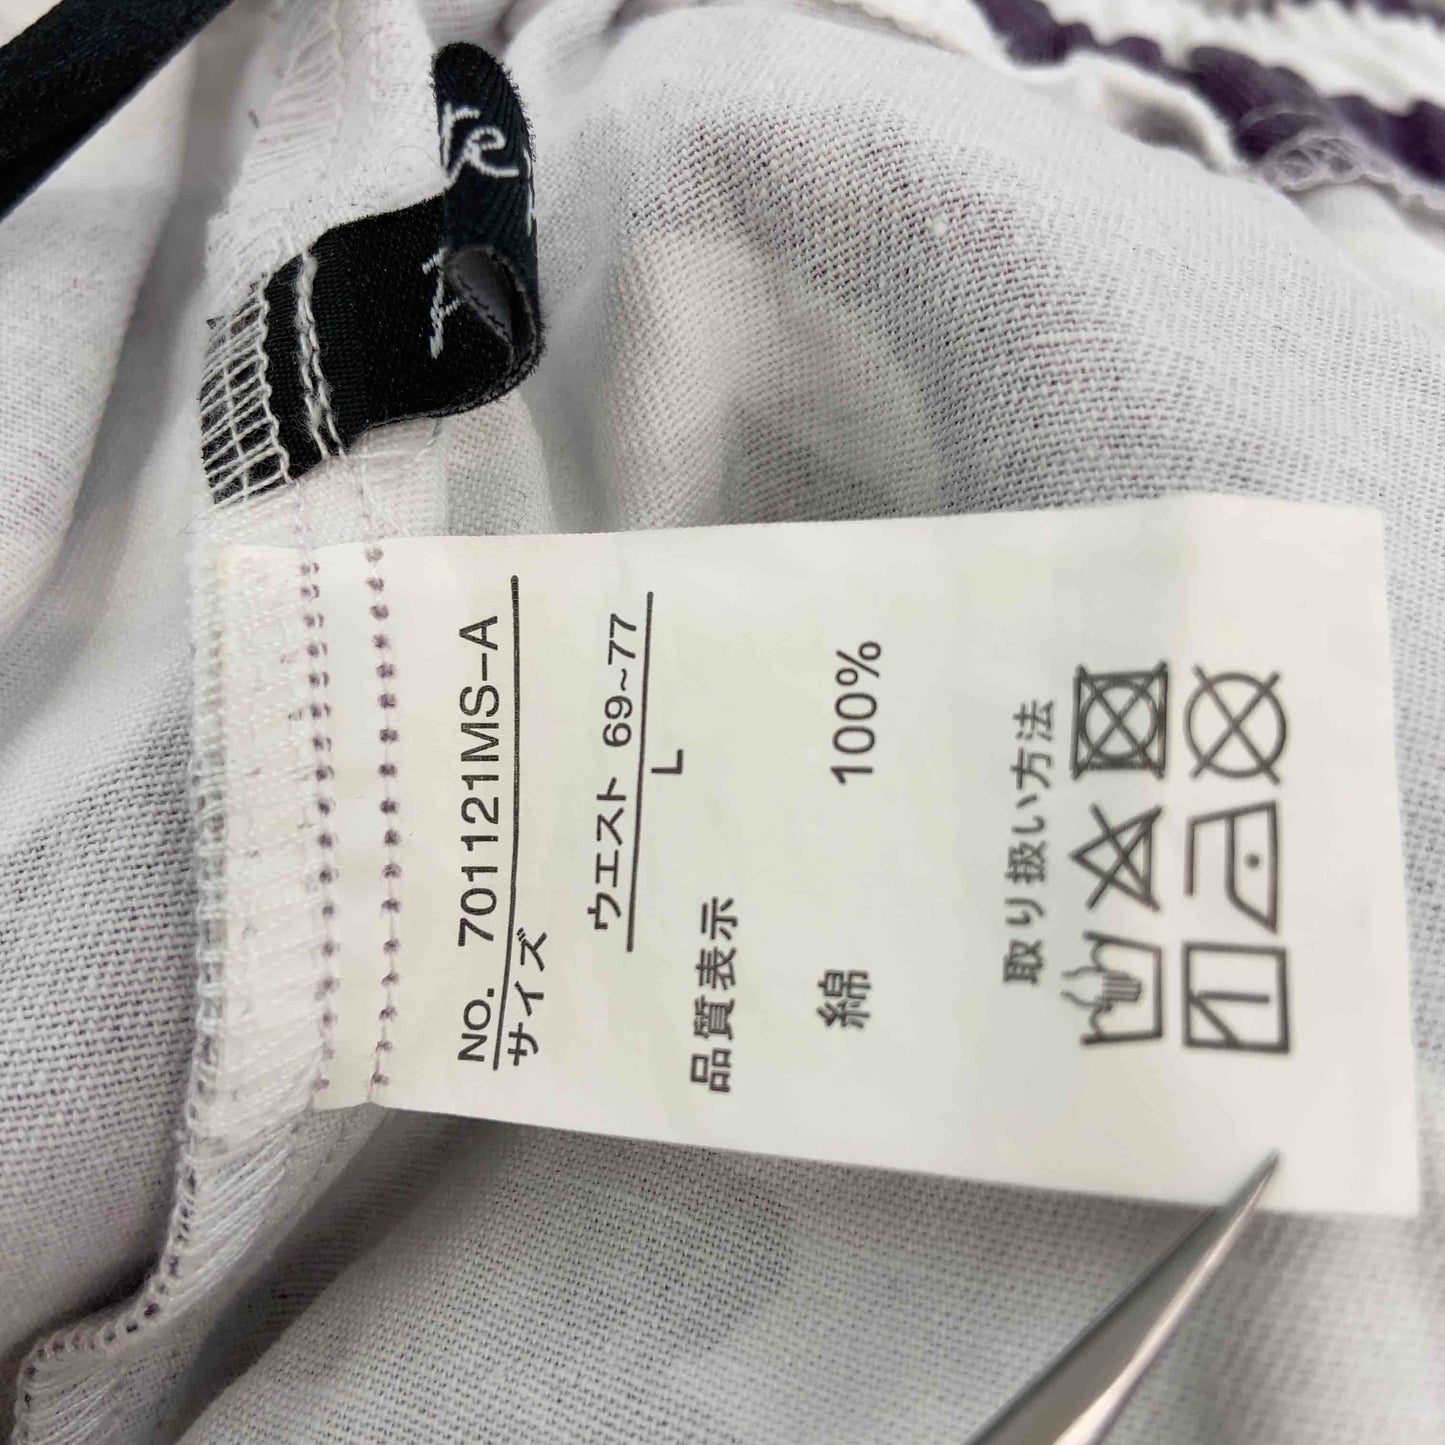 NO. 701121MS-A
サイズ
ウエスト 69~77
L
品質表示
綿 100%
取り扱い方法